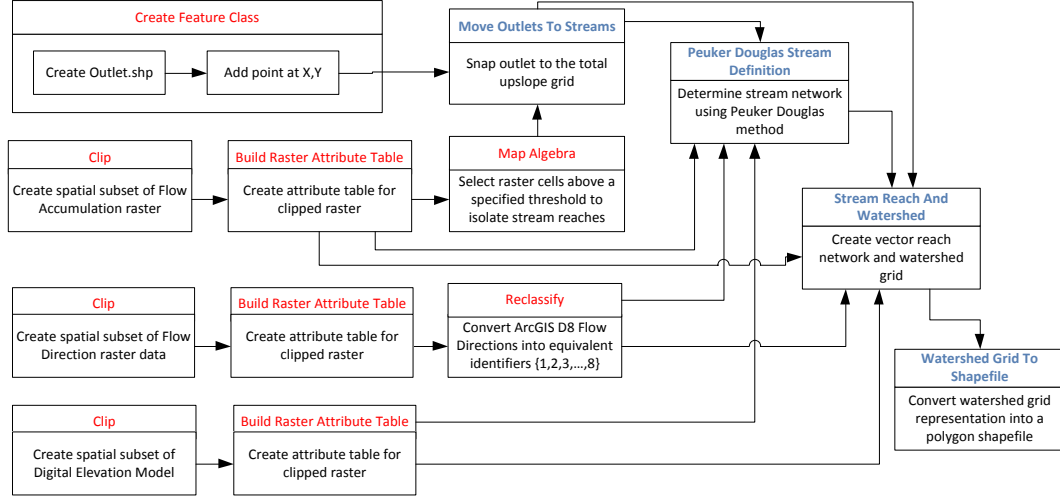 Create Feature Class
Create Outlet.shp
Add point at X,Y
Move Outlets To Streams
Snap outlet to the total
upslope grid
Peuker Douglas Stream
Definition
Determine stream network
using Peuker Douglas
method
Clip
Create spatial subset of Flow
Accumulation raster
Build Raster Attribute Table
Create attribute table for
clipped raster
Map Algebra
Select raster cells above a
specified threshold to
isolate stream reaches
Stream Reach And
Watershed
Create vector reach
network and watershed
grid
Clip
Create spatial subset of Flow
Direction raster data
Build Raster Attribute Table
Create attribute table for
clipped raster
Reclassify
Convert ArcGIS D8 Flow
Directions into equivalent
identifiers {1,2,3,...,8}
Watershed Grid To
Shapefile
Convert watershed grid
representation into a
polygon shapefile
Clip
Create spatial subset of
Digital Elevation Model
Build Raster Attribute Table
Create attribute table for
clipped raster